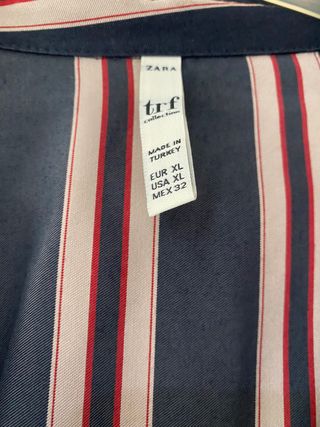 ZARA
trf
collection
MADE IN
TURKEY
EUR XL
USA XL
MEX 32